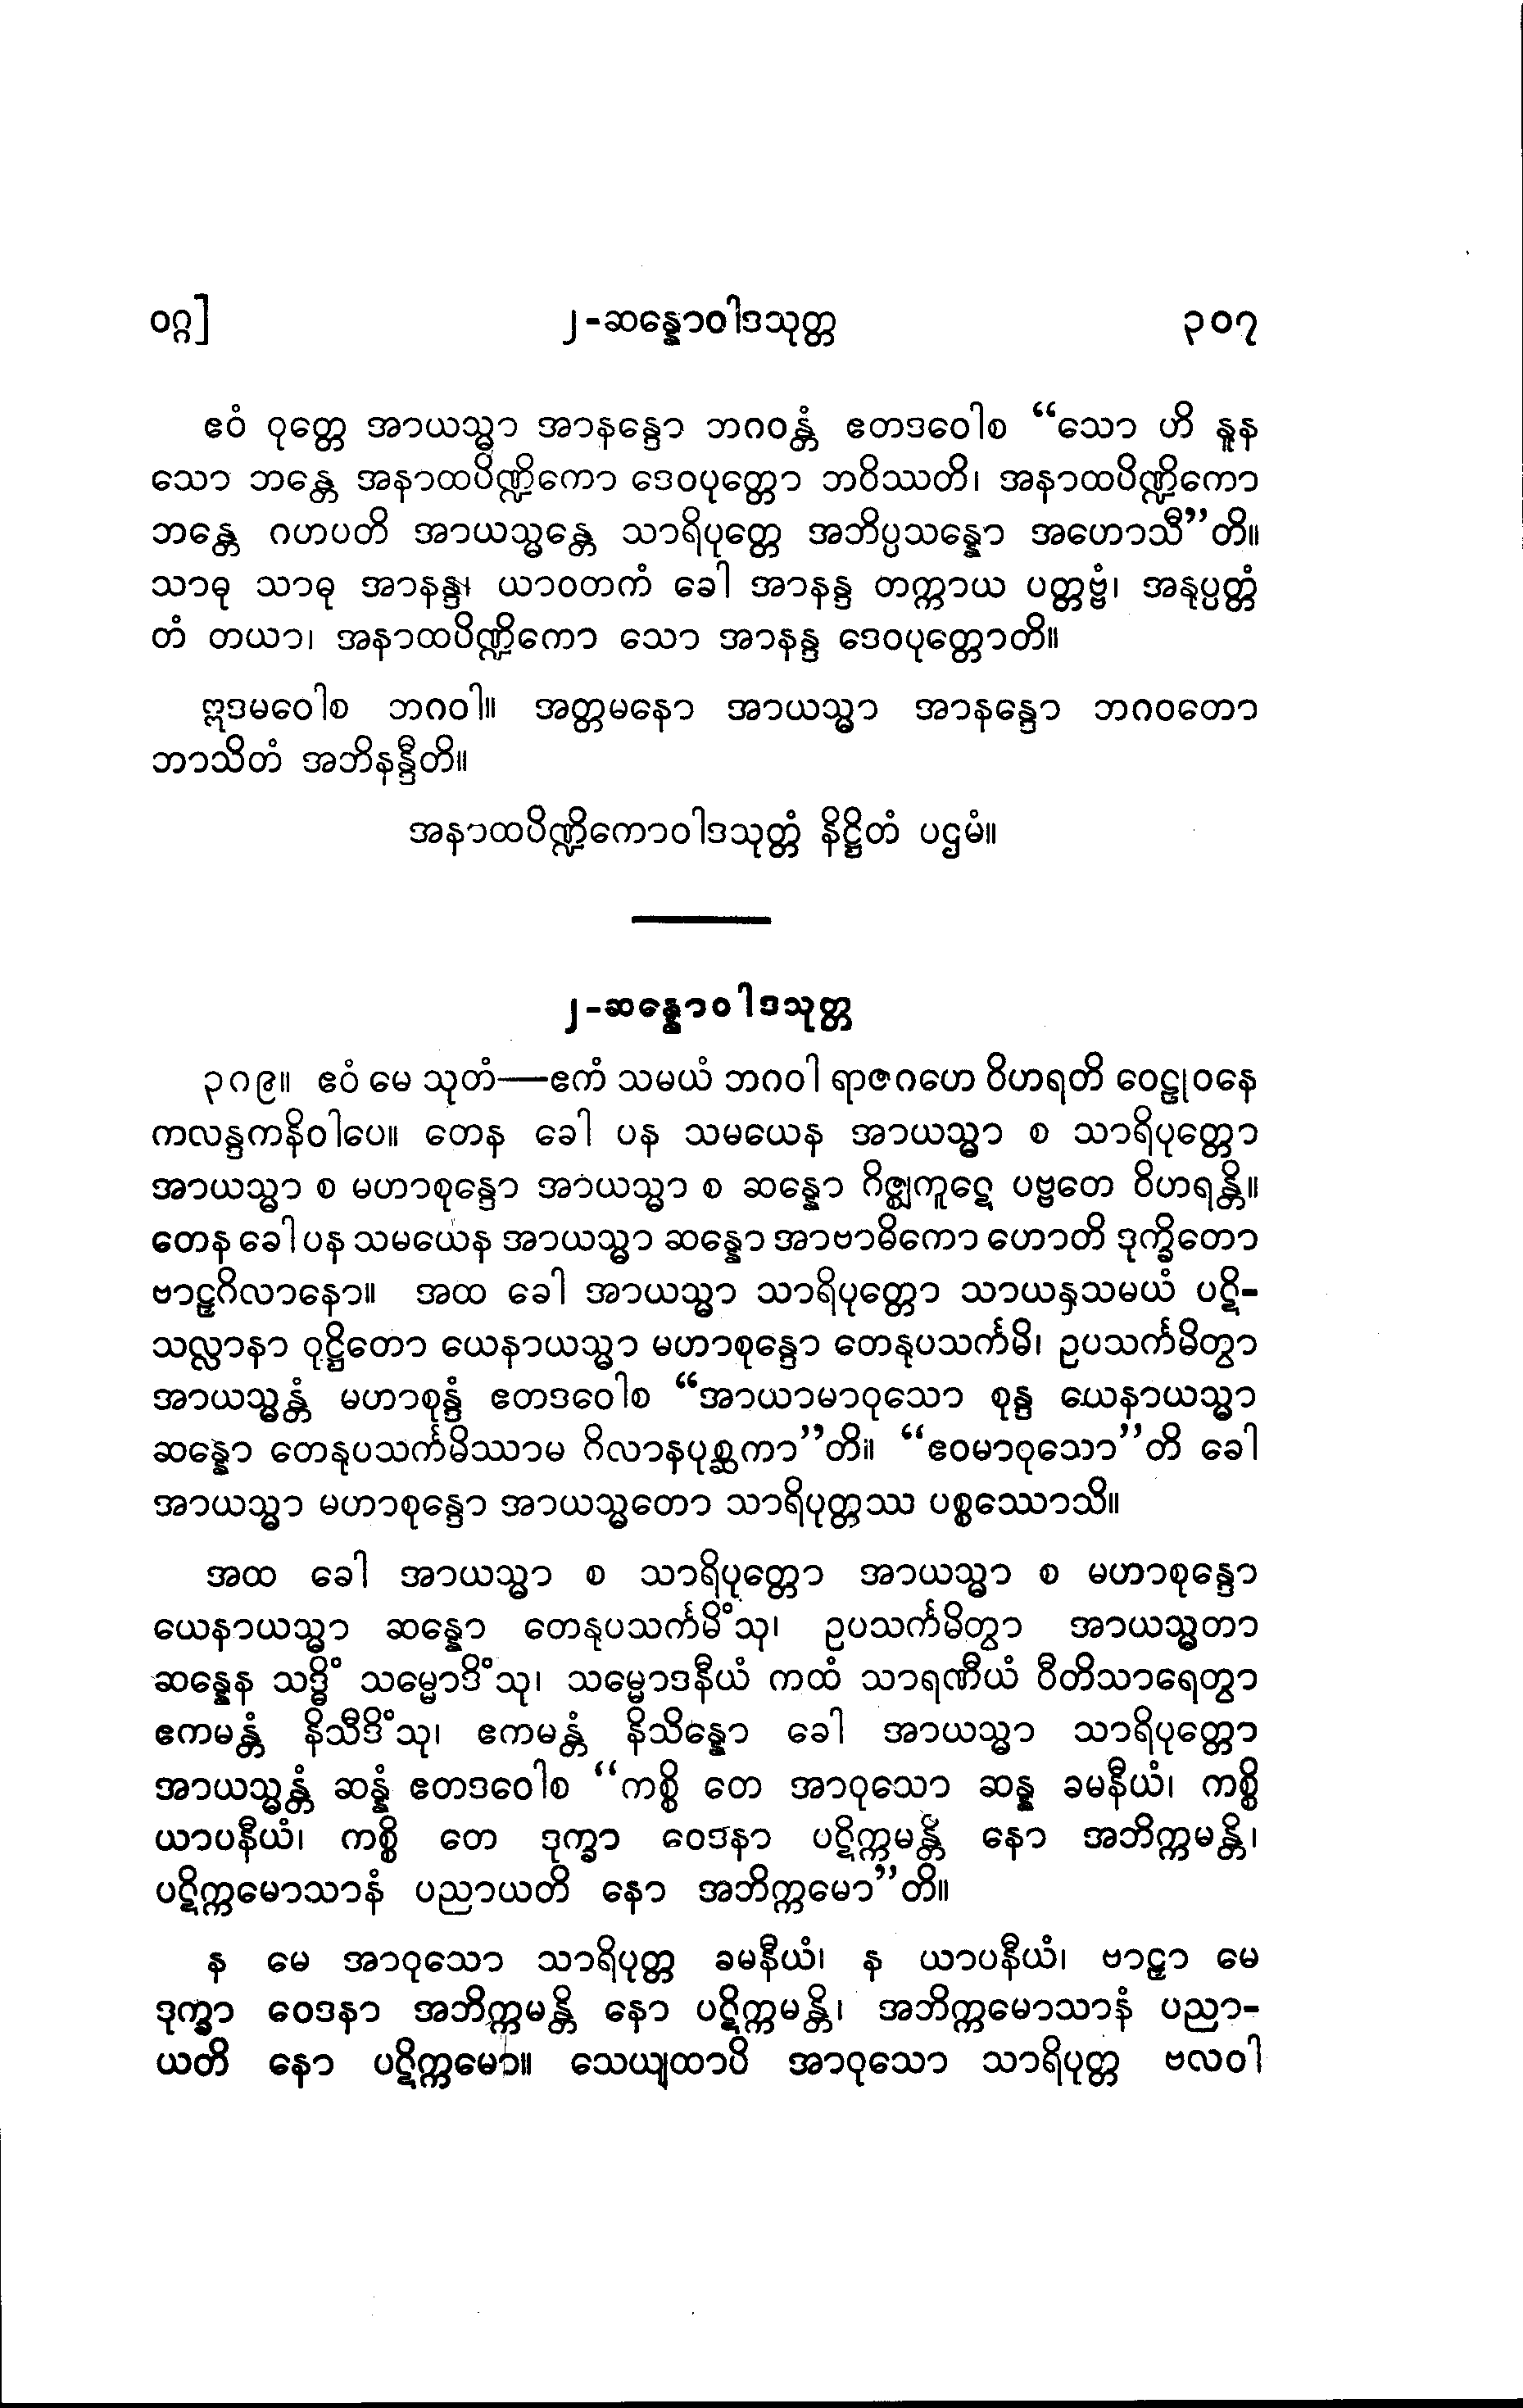 ဝဂ္ဂ]
၂-ဆန္နောဝါဒသုတ္တ
၃၀၇
ဧဝံ ဝုတ္တေ အာယသ္မာ အာနန္ဒော ဘဂဝန္တံ ဧတဒဝေါစ “သော ဟိ နူန
သော ဘန္တေ အနာထပိဏ္ဍိကော ဒေဝပုတ္တော ဘဝိဿတိ၊ အနာထပိဏ္ဍိကော
ဘန္တေ ဂဟပတိ အာယသ္မန္တေ သာရိပုတ္တေ အဘိပ္ပသန္နော အဟောသီ”တိ။
သာဓု သာဓု အာနန္ဒ၊ ယာဝတကံ ခေါ အာနန္ဒ တက္ကာယ ပတ္တဗ္ဗံ၊ အနုပ္ပတ္တံ
တံ တယာ၊ အနာထပိဏ္ဍိကော သော အာနန္ဒ ဒေဝပုတ္တောတိ။
ဣဒမဝေါစ ဘဂဝါ။ အတ္တမနော အာယသ္မာ အာနန္ဒော ဘဂဝတော
ဘာသိတံ အဘိနန္ဒီတိ။
အနာထပိဏ္ဍိကောဝါဒသုတ္တံ နိဋ္ဌိတံ ပဌမံ။
၂-ဆန္နောဝါဒသုတ္တ
၃၈၉။ ဧဝံ မေ သုတံ—ဧကံ သမယံ ဘဂဝါ ရာဇဂဟေ ဝိဟရတိ ဝေဠုဝနေ
ကလန္ဒကနိဝါပေ။ တေန ခေါ ပန သမယေန အာယသ္မာ စ သာရိပုတ္တော
အာယသ္မာ စ မဟာစုန္ဒော အာယသ္မာ စ ဆန္နော ဂိဇ္ဈကူဋေ ပဗ္ဗတေ ဝိဟရန္တိ။
တေန ခေါ ပန သမယေန အာယသ္မာ ဆန္နော အာဗာဓိကော ဟောတိ ဒုက္ခိတော
ဗာဠှဂိလာနော။ အထ ခေါ အာယသ္မာ သာရိပုတ္တော သာယနှသမယံ ပဋိ-
သလ္လာနာ ဝုဋ္ဌိတော ယေနာယသ္မာ မဟာစုန္ဒော တေနုပသင်္ကမိ၊ ဥပသင်္ကမိတွာ
အာယသ္မန္တံ မဟာစုန္ဒံ ဧတဒဝေါစ “အာယာမာဝုသော စုန္ဒ ယေနာယသ္မာ
ဆန္နော တေနုပသင်္ကမိဿာမ ဂိလာနပုစ္ဆကာ”တိ။ “ဧဝမာဝုသော”တိ ခေါ
အာယသ္မာ မဟာစုန္ဒော အာယသ္မတော သာရိပုတ္တဿ ပစ္စဿောသိ။
အထ ခေါ အာယသ္မာ စ သာရိပုတ္တော အာယသ္မာ စ မဟာစုန္ဒော
ယေနာယသ္မာ ဆန္နော တေနုပသင်္ကမိံသု၊ ဥပသင်္ကမိတွာ အာယသ္မတာ
ဆန္နေန သဒ္ဓိံ သမ္မောဒိံသု၊ သမ္မောဒနီယံ ကထံ သာရဏီယံ ဝီတိသာရေတွာ
ဧကမန္တံ နိသီဒိံသု၊ ဧကမန္တံ နိသိန္နော ခေါ အာယသ္မာ သာရိပုတ္တော
အာယသ္မန္တံ ဆန္နံ ဧတဒဝေါစ “ကစ္စိ တေ အာဝုသော ဆန္န ခမနီယံ၊ ကစ္စိ
ယာပနီယံ၊ ကစ္စိ တေ ဒုက္ခာ ဝေဒနာ ပဋိက္ကမန္တိ နော အဘိက္ကမန္တိ၊
ပဋိက္ကမောသာနံ ပညာယတိ နော အဘိက္ကမော”တိ။
န မေ အာဝုသော သာရိပုတ္တ ခမနီယံ၊ န ယာပနီယံ၊ ဗာဠှာ မေ
ဒုက္ခာ ဝေဒနာ အဘိက္ကမန္တိ နော ပဋိက္ကမန္တိ၊ အဘိက္ကမောသာနံ ပညာ-
ယတိ နော ပဋိက္ကမော။ သေယျထာပိ အာဝုသော သာရိပုတ္တ ဗလဝါ